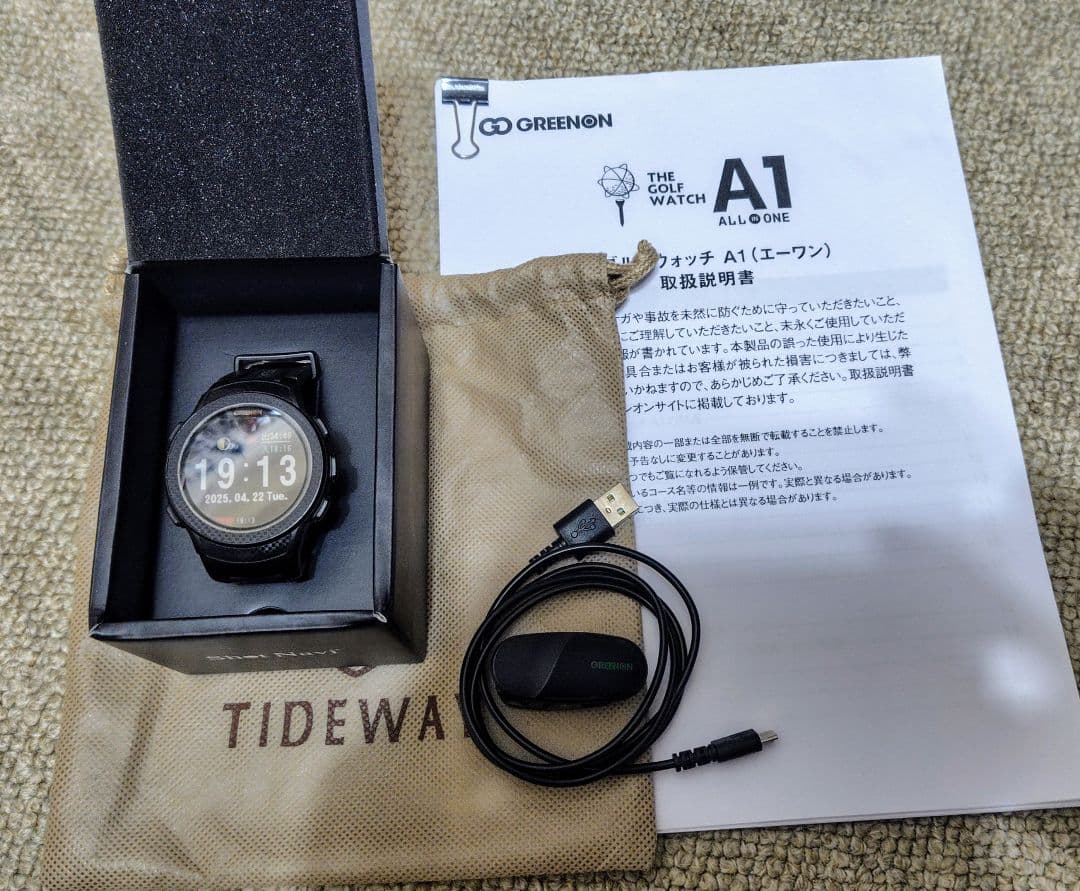 GREENON
THE
GOLF
WATCH
A1
ALL IN ONE
ウォッチ A1(エーワン)
取扱説明書
ガや事故を未然に防ぐために守っていただきたいこと、
にご理解していただきたいこと、末永くご使用していただ
が書かれています。本製品の誤った使用により生じた
具合またはお客様が被られた損害につきましては、弊
いかねますので、あらかじめご了承ください。取扱説明書
ンオンサイトに掲載しております。
内容の一部または全部を無断で転載することを禁止します。
予告なしに変更することがあります。
つでもご覧になれるよう保管してください。
いるコース名等の情報は一例です。実際と異なる場合があります。
につき、実際の仕様とは異なる場合があります。
GREENON
19:13
2025. 04. 22 Tue.
19:13
Shot Navi
TIDEWAY
GREENON